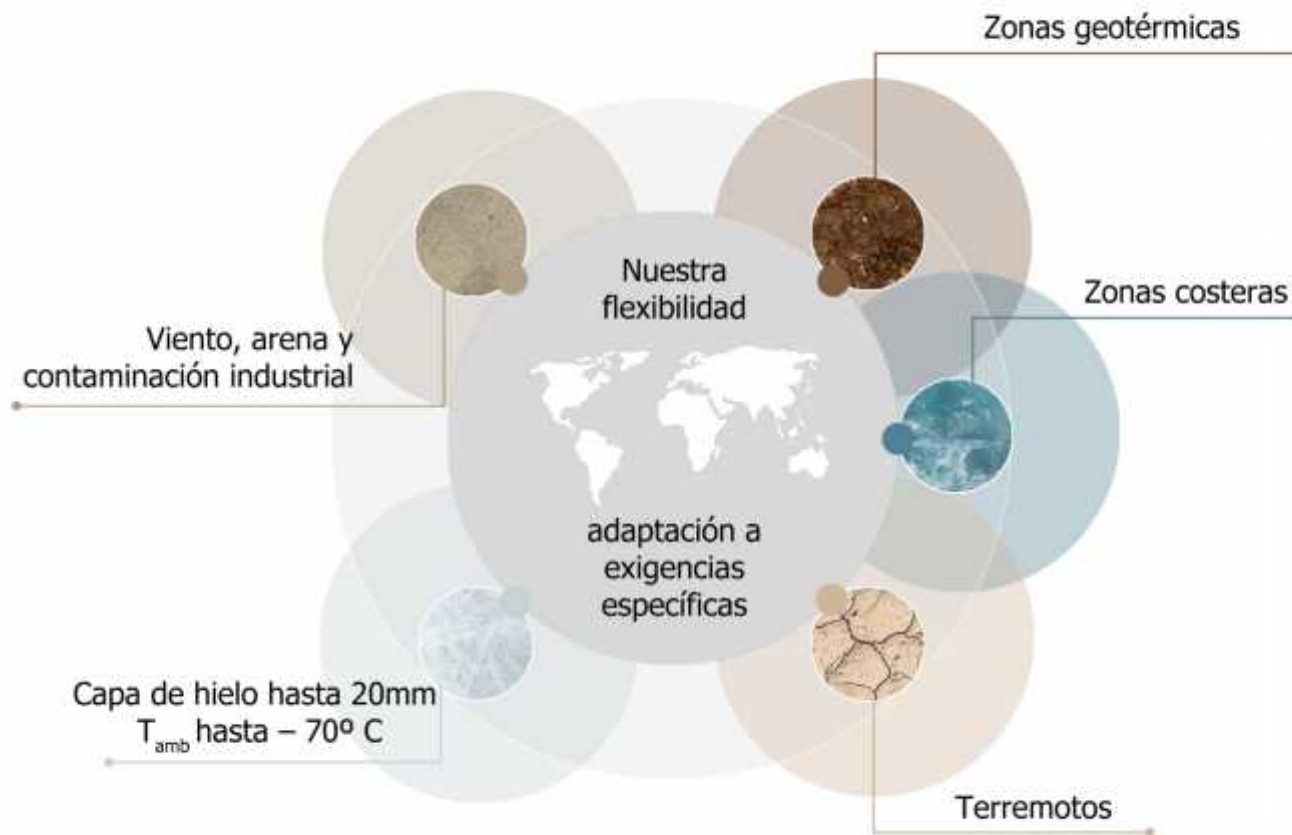 Zonas geotérmicas
Nuestra
flexibilidad
Zonas costeras
Viento, arena y
contaminación industrial
adaptación a
exigencias
específicas
Capa de hielo hasta 20mm
Tamb hasta – 70º C
Terremotos